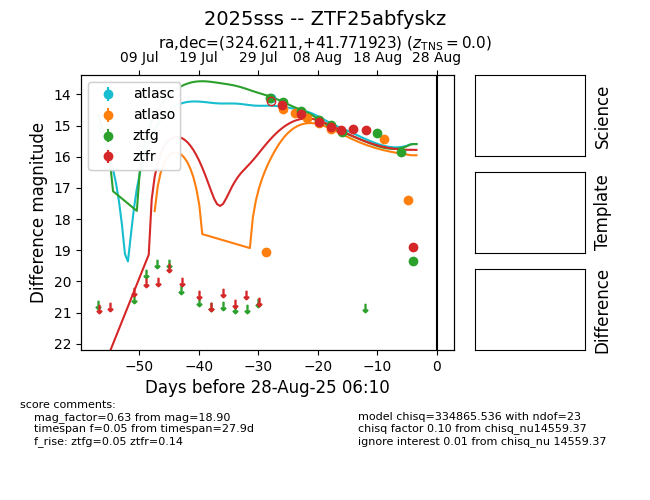 2025sss -- ZTF25abfyskz
ra,dec=(324.6211,+41.771923) (z_TNS = 0.0)
09 Jul 19 Jul 29 Jul 08 Aug 18 Aug 28 Aug
atlasc
atlaso
ztfg
ztfr
14
15
16
17
18
19
20
21
22
Difference magnitude
−50 −40 −30 −20 −10 0
Days before 28-Aug-25 06:10
Science
Template
Difference
score comments:
mag_factor=0.63 from mag=18.90
timespan f=0.05 from timespan=27.9d
f_rise: ztfg=0.05 ztfr=0.14
model chisq=334865.536 with ndof=23
chisq factor 0.10 from chisq_nu14559.37
ignore interest 0.01 from chisq_nu 14559.37